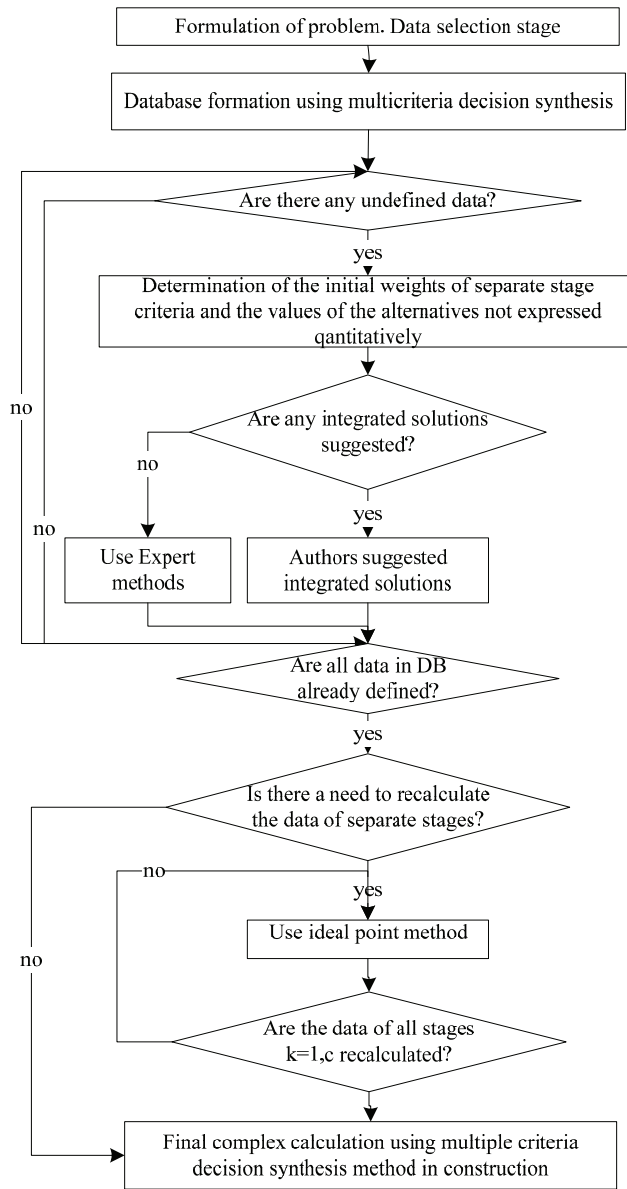 Formulation of problem. Data selection stage
Database formation using multicriteria decision synthesis
Are there any undefined data?
yes
Determination of the initial weights of separate stage
criteria and the values of the alternatives not expressed
qantitatively
no
Are any integrated solutions
suggested?
no
yes
no
Use Expert
methods
Authors suggested
integrated solutions
Are all data in DB
already defined?
yes
Is there a need to recalculate
the data of separate stages?
no
yes
Use ideal point method
no
Are the data of all stages
k=1,c recalculated?
Final complex calculation using multiple criteria
decision synthesis method in construction